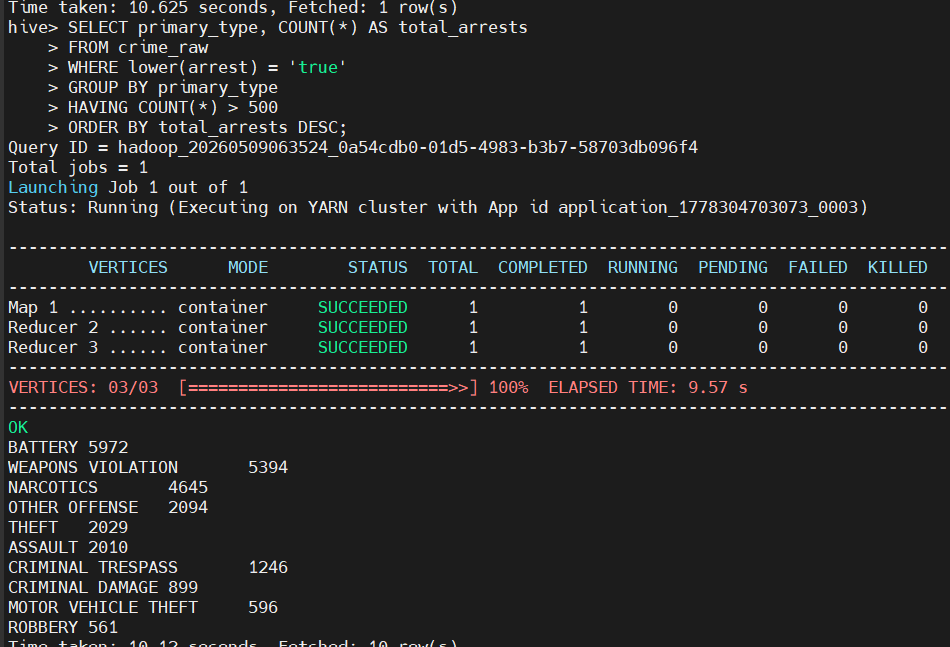 Time taken: 10.625 seconds, Fetched: 1 row(s)
hive> SELECT primary_type, COUNT(*) AS total_arrests
    > FROM crime_raw
    > WHERE lower(arrest) = 'true'
    > GROUP BY primary_type
    > HAVING COUNT(*) > 500
    > ORDER BY total_arrests DESC;
Query ID = hadoop_20260509063524_0a54cdb0-01d5-4983-b3b7-58703db096f4
Total jobs = 1
Launching Job 1 out of 1
Status: Running (Executing on YARN cluster with App id application_1778304703073_0003)
----------------------------------------------------------------------------------------------
        VERTICES      MODE        STATUS  TOTAL  COMPLETED  RUNNING  PENDING  FAILED  KILLED
----------------------------------------------------------------------------------------------
Map 1 .......... container     SUCCEEDED      1          1        0        0       0       0
Reducer 2 ...... container     SUCCEEDED      1          1        0        0       0       0
Reducer 3 ...... container     SUCCEEDED      1          1        0        0       0       0
----------------------------------------------------------------------------------------------
VERTICES: 03/03  [==========================>>] 100%  ELAPSED TIME: 9.57 s
----------------------------------------------------------------------------------------------
OK
BATTERY 5972
WEAPONS VIOLATION       5394
NARCOTICS       4645
OTHER OFFENSE   2094
THEFT   2029
ASSAULT 2010
CRIMINAL TRESPASS       1246
CRIMINAL DAMAGE 899
MOTOR VEHICLE THEFT     596
ROBBERY 561
Time taken: 10.12 seconds, Fetched: 10 row(s)